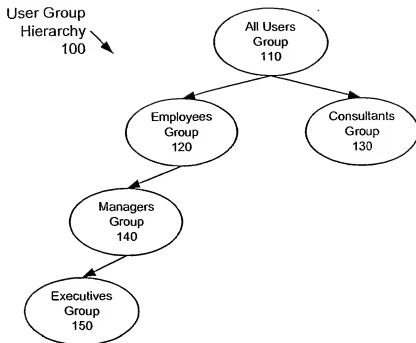 User Group
Hierarchy
100
All Users
Group
110
Employees
Group
120
Consultants
Group
130
Managers
Group
140
Executives
Group
150